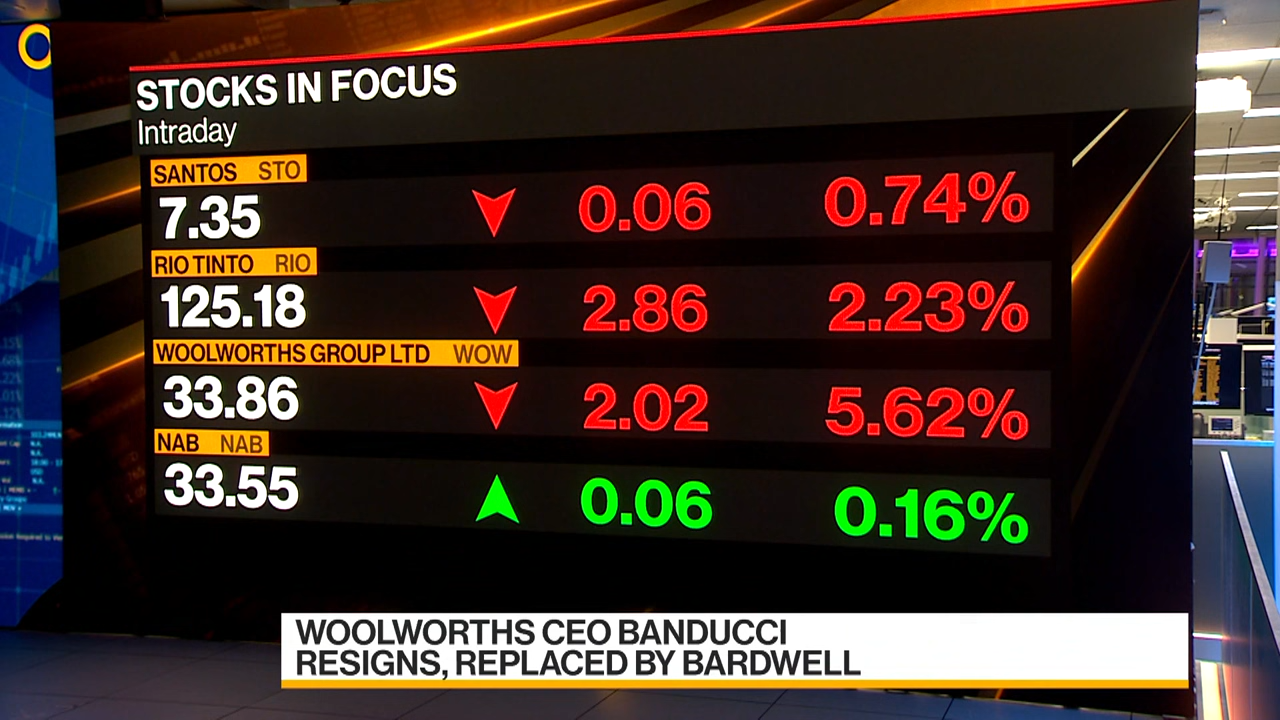 STOCKS IN FOCUS
Intraday
SANTOS STO
7.35 0.06 0.74%
RIO TINTO RIO
125.18 2.86 2.23%
WOOLWORTHS GROUP LTD WOW
33.86 2.02 5.62%
NAB NAB
33.55 0.06 0.16%
WOOLWORTHS CEO BANDUCCI
RESIGNS, REPLACED BY BARDWELL